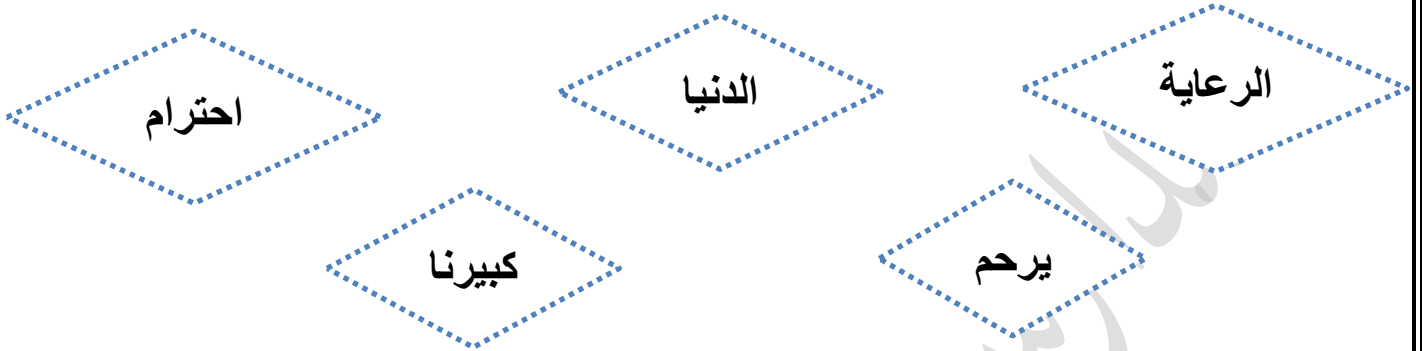 الرعاية
الدنيا
احترام
يرحم
كبيرنا